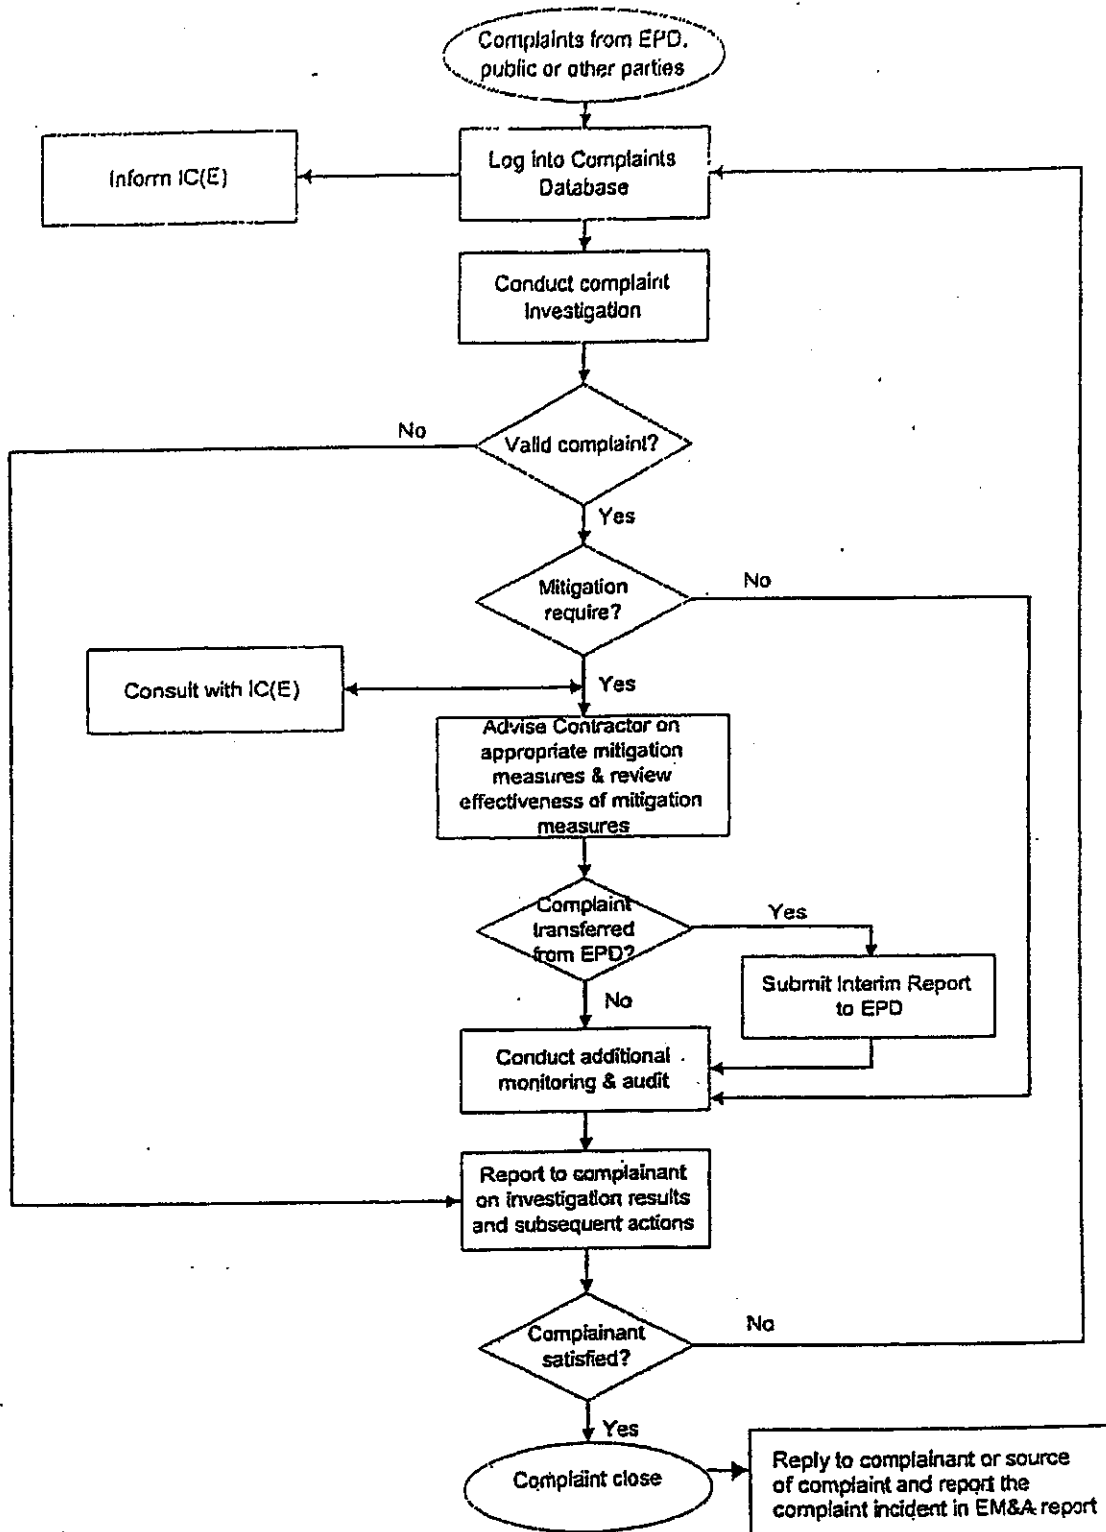 Complaints from EPD,
public or other parties
Inform IC(E)
Log into Complaints
Database
Conduct complaint
Investigation
No
Valid complaint?
Yes
Mitigation
require?
No
Consult with IC(E)
Yes
Advise Contractor on
appropriate mitigation
measures & review
effectiveness of mitigation
measures
Complaint
transferred
from EPD?
Yes
Submit Interim Report
to EPD
No
Conduct additional
monitoring & audit
Report to complainant
on investigation results
and subsequent actions
Complainant
satisfied?
No
Yes
Complaint close
Reply to complainant or source
of complaint and report the
complaint incident in EM&A report